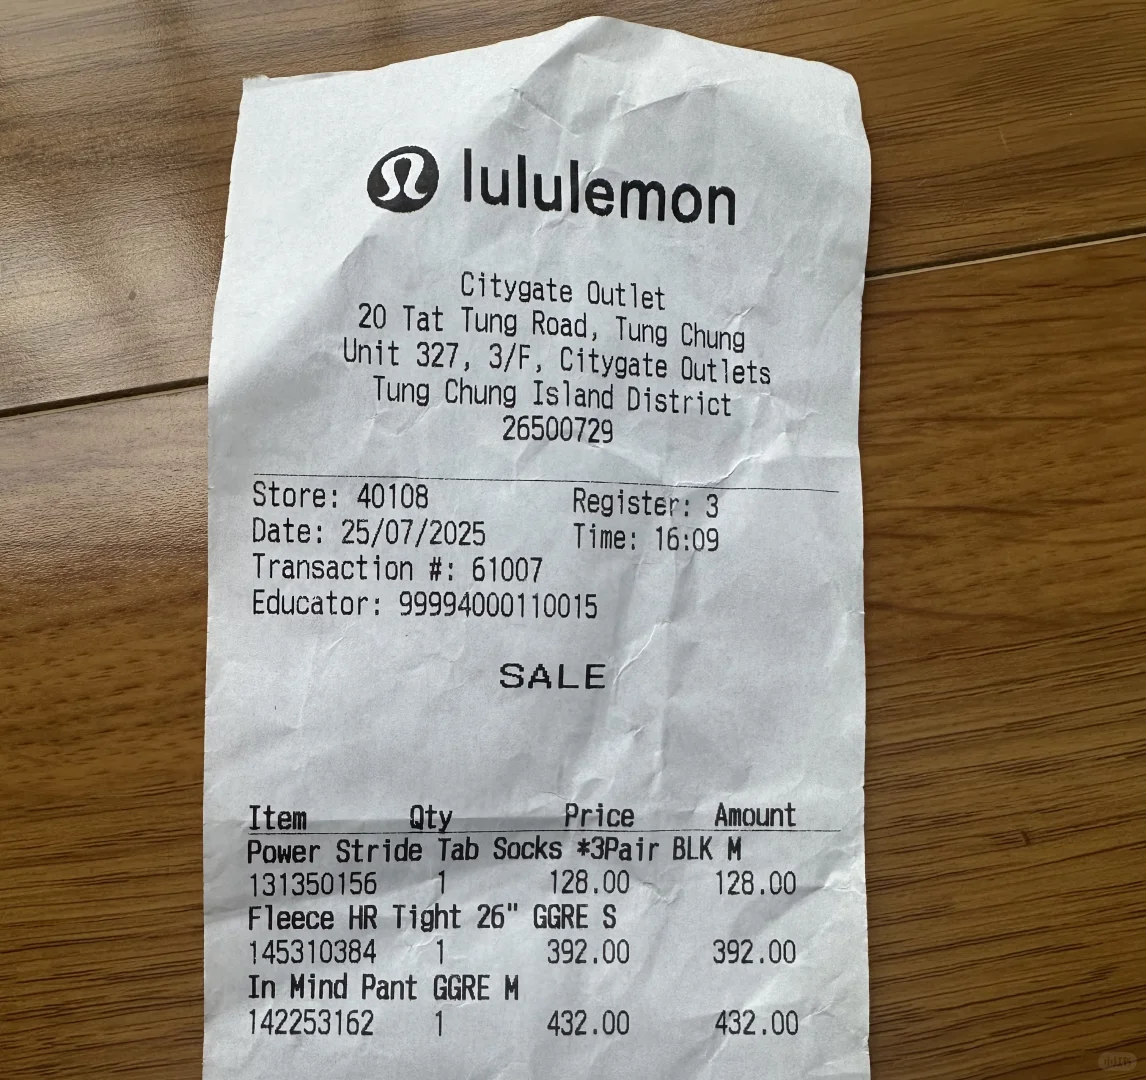 lululemon
Citygate Outlet
20 Tat Tung Road, Tung Chung
Unit 327, 3/F, Citygate Outlets
Tung Chung Island District
26500729
Store: 40108 Register: 3
Date: 25/07/2025 Time: 16:09
Transaction #: 61007
Educator: 99994000110015
SALE
Item Qty Price Amount
Power Stride Tab Socks *3Pair BLK M
131350156 1 128.00 128.00
Fleece HR Tight 26" GGRE S
145310384 1 392.00 392.00
In Mind Pant GGRE M
142253162 1 432.00 432.00